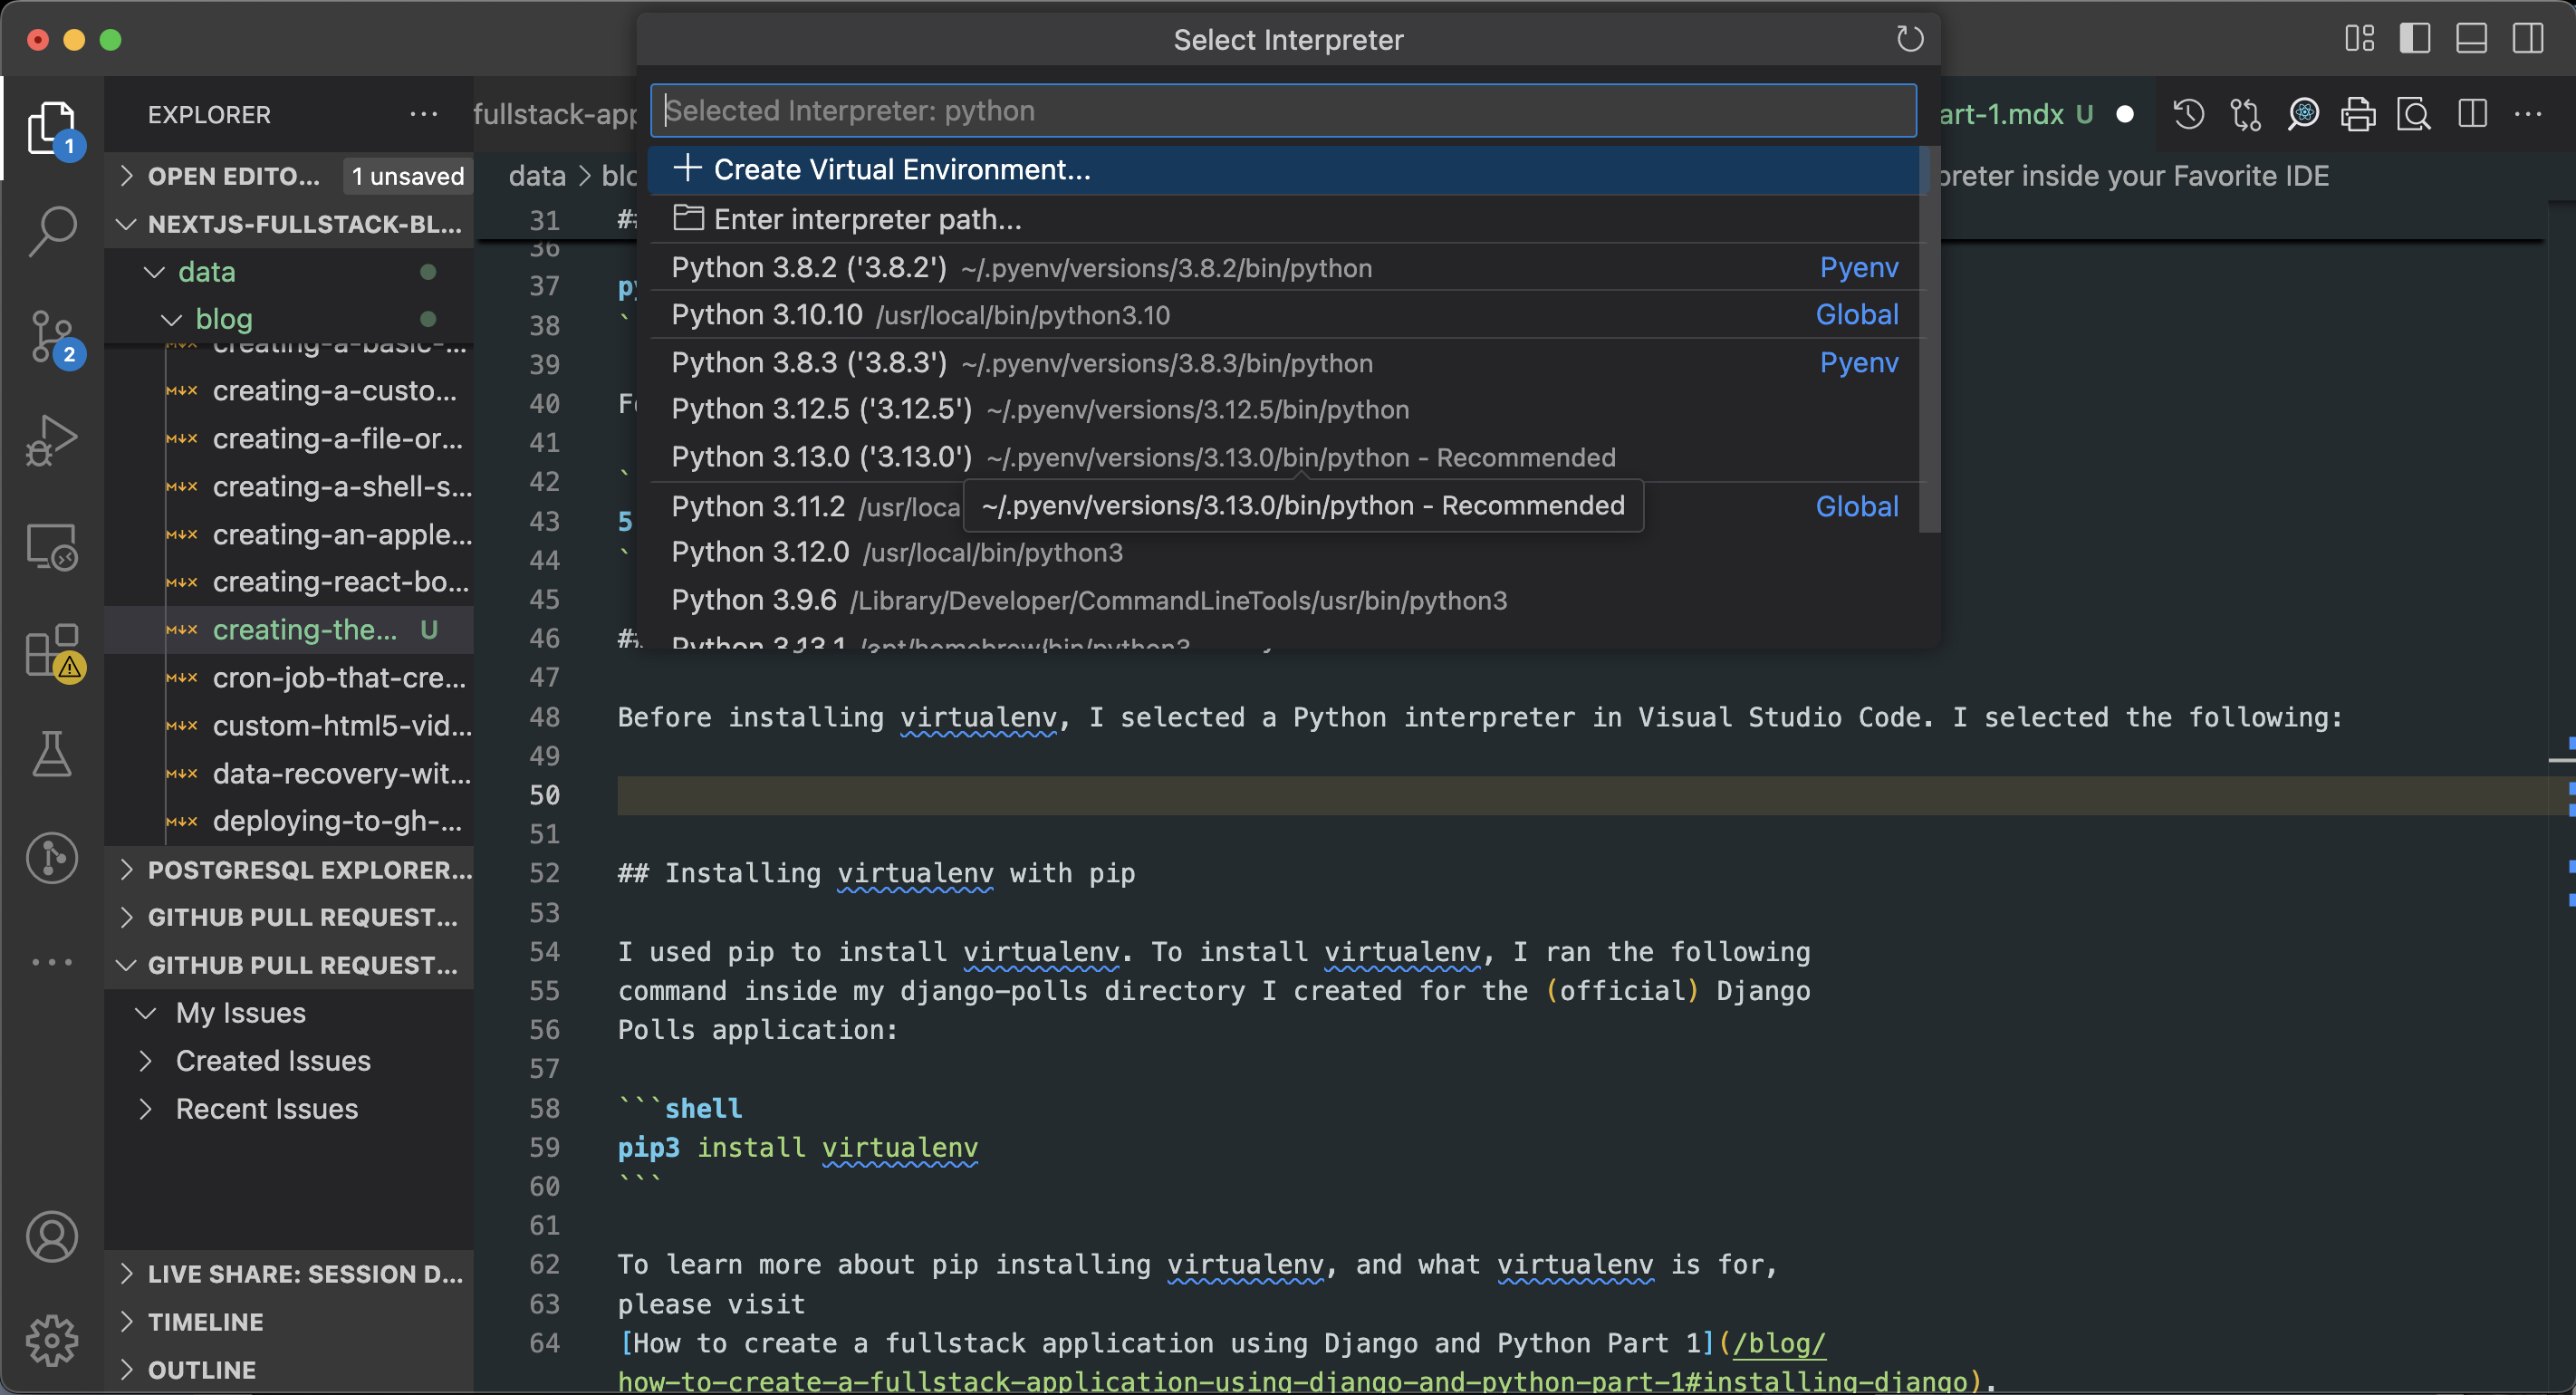 Select Interpreter
EXPLORER
fullstack-app
Selected Interpreter: python
art-1.mdx U
1
OPEN EDITO... 1 unsaved
data > blo
+ Create Virtual Environment...
preter inside your Favorite IDE
NEXTJS-FULLSTACK-BL...
31 ##
Enter interpreter path...
36
data
Python 3.8.2 ('3.8.2') ~/.pyenv/versions/3.8.2/bin/python Pyenv
37 py
blog
Python 3.10.10 /usr/local/bin/python3.10 Global
38 `
2
creating-a-basic-...
39
Python 3.8.3 ('3.8.3') ~/.pyenv/versions/3.8.3/bin/python Pyenv
creating-a-custo...
40 Fo
Python 3.12.5 ('3.12.5') ~/.pyenv/versions/3.12.5/bin/python
creating-a-file-or...
41
Python 3.13.0 ('3.13.0') ~/.pyenv/versions/3.13.0/bin/python - Recommended
creating-a-shell-s...
42 `
Python 3.11.2 /usr/loca
~/.pyenv/versions/3.13.0/bin/python - Recommended
Global
43 5
creating-an-apple...
44 `
Python 3.12.0 /usr/local/bin/python3
creating-react-bo...
45
Python 3.9.6 /Library/Developer/CommandLineTools/usr/bin/python3
creating-the... U
46 ##
Python 3.13.1 /opt/homebrew/bin/python3
cron-job-that-cre...
47
custom-html5-vid...
48 Before installing virtualenv, I selected a Python interpreter in Visual Studio Code. I selected the following:
49
data-recovery-wit...
50
deploying-to-gh-...
51
POSTGRESQL EXPLORER...
52 ## Installing virtualenv with pip
GITHUB PULL REQUEST...
53
GITHUB PULL REQUEST...
54 I used pip to install virtualenv. To install virtualenv, I ran the following
My Issues
55 command inside my django-polls directory I created for the (official) Django
56 Polls application:
Created Issues
57
Recent Issues
58 ```shell
59 pip3 install virtualenv
60 ```
61
LIVE SHARE: SESSION D...
62 To learn more about pip installing virtualenv, and what virtualenv is for,
TIMELINE
63 please visit
64 [How to create a fullstack application using Django and Python Part 1](/blog/
OUTLINE
how-to-create-a-fullstack-application-using-django-and-python-part-1#installing-django).